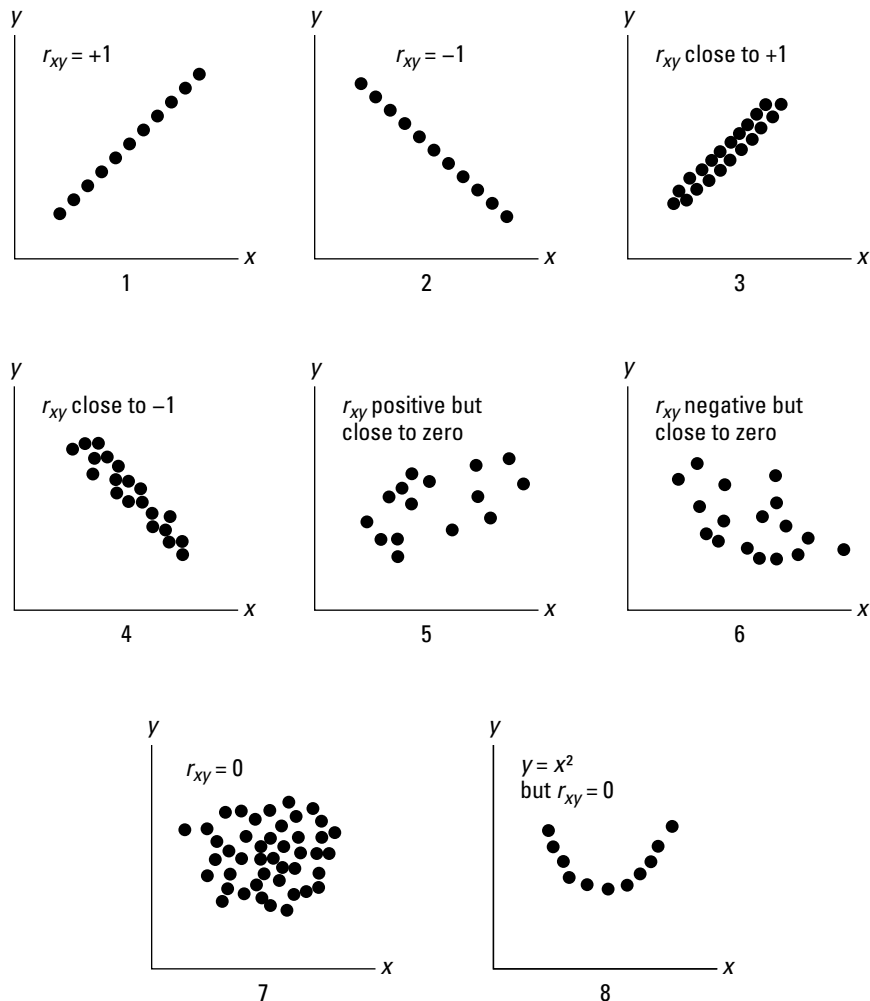 y
r_xy = +1
x
1
y
r_xy = −1
x
2
y
r_xy close to +1
x
3
y
r_xy close to −1
x
4
y
r_xy positive but
close to zero
x
5
y
r_xy negative but
close to zero
x
6
y
r_xy = 0
x
7
y
y = x²
but r_xy = 0
x
8